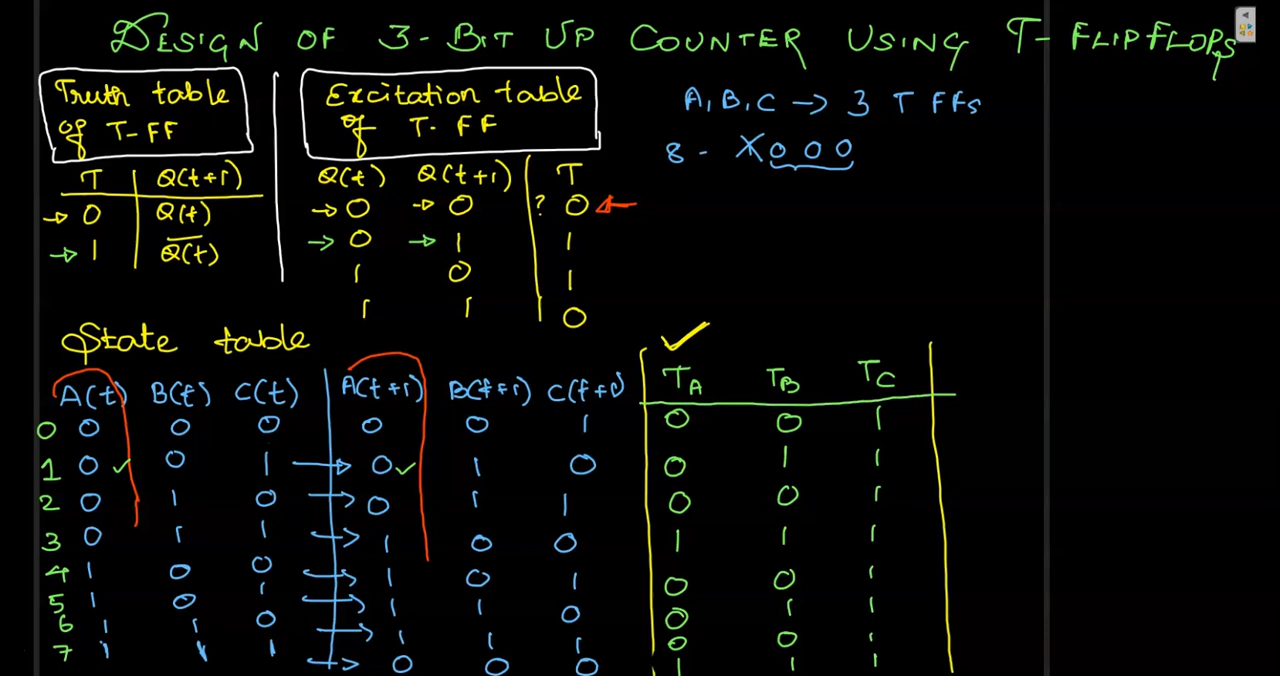 DESIGN OF 3-BIT UP COUNTER USING T-FLIPFLOPS
Truth table
of T-FF
T Q(t+1)
→ 0 Q(t)
→ 1 Q̅(t)
Excitation table
of T-FF
Q(t) Q(t+1) T
→ 0 → 0 ? 0 ←
→ 0 → 1 1
1 0 1
1 1 0
A, B, C → 3 T FFs
8 - X000
State table
A(t) B(t) C(t) A(t+1) B(t+1) C(t+1) TA TB TC
0 0 0 0 0 0 1 0 0 1
1 0 ✓ 0 1 → 0 ✓ 1 0 0 1 1
2 0 1 0 → 0 1 1 0 0 1
3 0 1 1 → 1 0 0 1 1 1
4 1 0 0 → 1 0 1 0 0 1
5 1 0 1 → 1 1 0 0 1 1
6 1 1 0 → 1 1 1 0 0 1
7 1 1 1 → 0 0 0 1 1 1